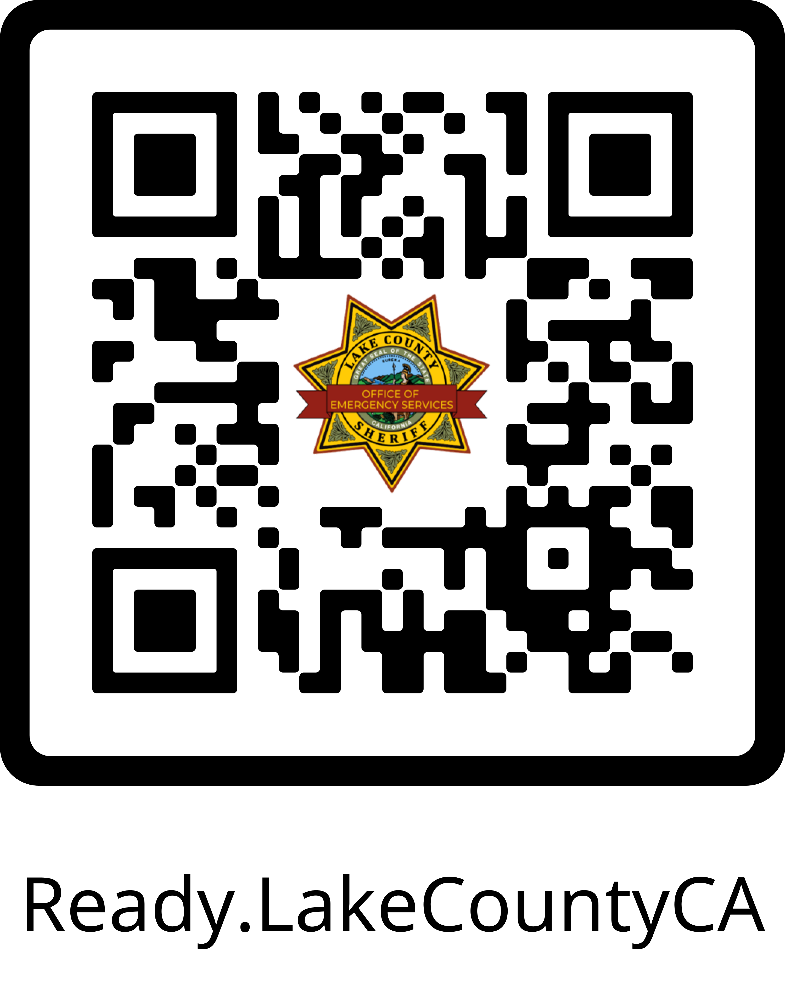 LAKE COUNTY
GREAT SEAL OF THE STATE
EUREKA
OFFICE OF
EMERGENCY SERVICES
CALIFORNIA
SHERIFF
Ready.LakeCountyCA